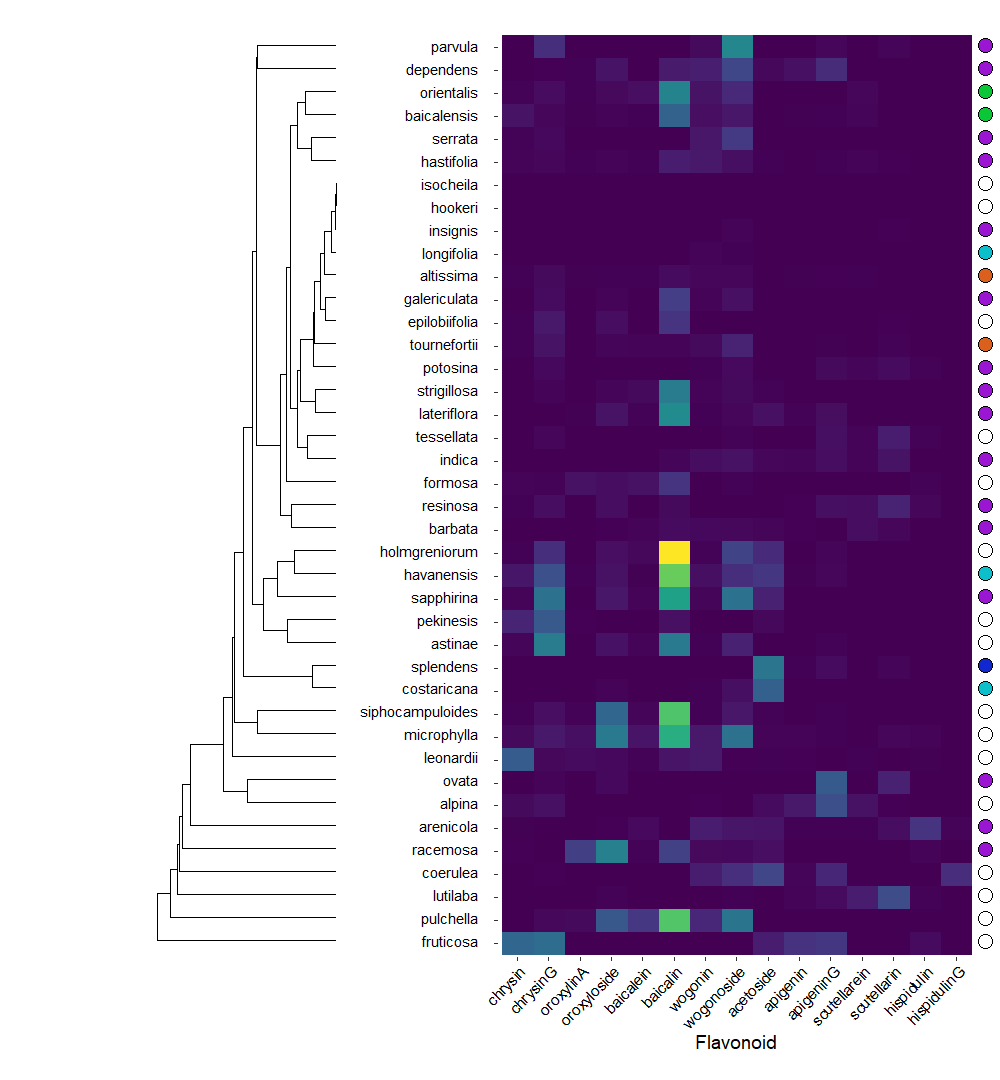 parvula
dependens
orientalis
baicalensis
serrata
hastifolia
isocheila
hookeri
insignis
longifolia
altissima
galericulata
epilobiifolia
tournefortii
potosina
strigillosa
lateriflora
tessellata
indica
formosa
resinosa
barbata
holmgreniorum
havanensis
sapphirina
pekinesis
astinae
splendens
costaricana
siphocampuloides
microphylla
leonardii
ovata
alpina
arenicola
racemosa
coerulea
lutilaba
pulchella
fruticosa
chrysin
chrysinG
oroxylinA
oroxyloside
baicalein
baicalin
wogonin
wogonoside
acetoside
apigenin
apigeninG
scutellarein
scutellarin
hispidulin
hispidulinG
Flavonoid